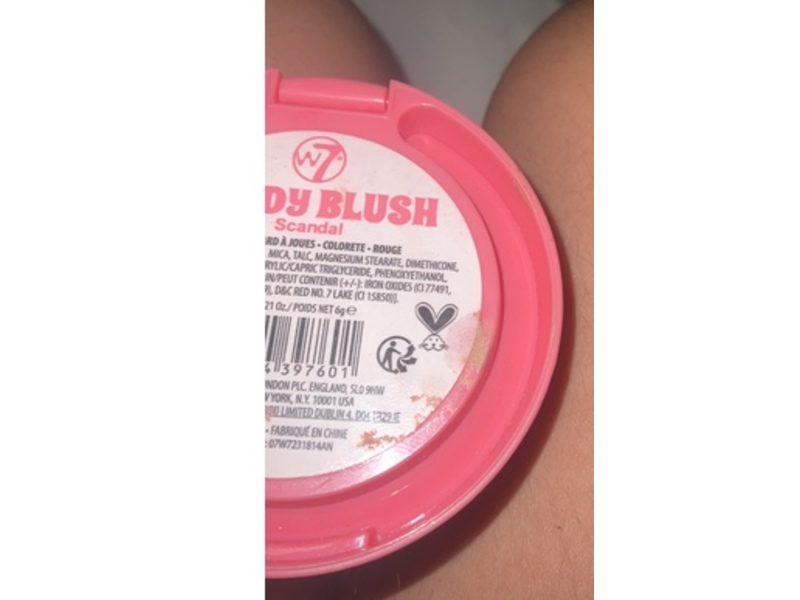 W7
DY BLUSH
Scandal
RD À JOUES • COLORETE • ROUGE
MICA, TALC, MAGNESIUM STEARATE, DIMETHICONE,
RYLIC/CAPRIC TRIGLYCERIDE, PHENOXYETHANOL,
IN/PEUT CONTENIR (+/-): IRON OXIDES (CI 77491,
), D&C RED NO. 7 LAKE (CI 15850)].
21 Oz./ POIDS NET 6g ℮
4 397601
NDON PLC. ENGLAND, SL0 9HW
YORK, N.Y. 10001 USA
LIMITED DUBLIN 4,
• FABRIQUÉ EN CHINE
: 07W7231814AN